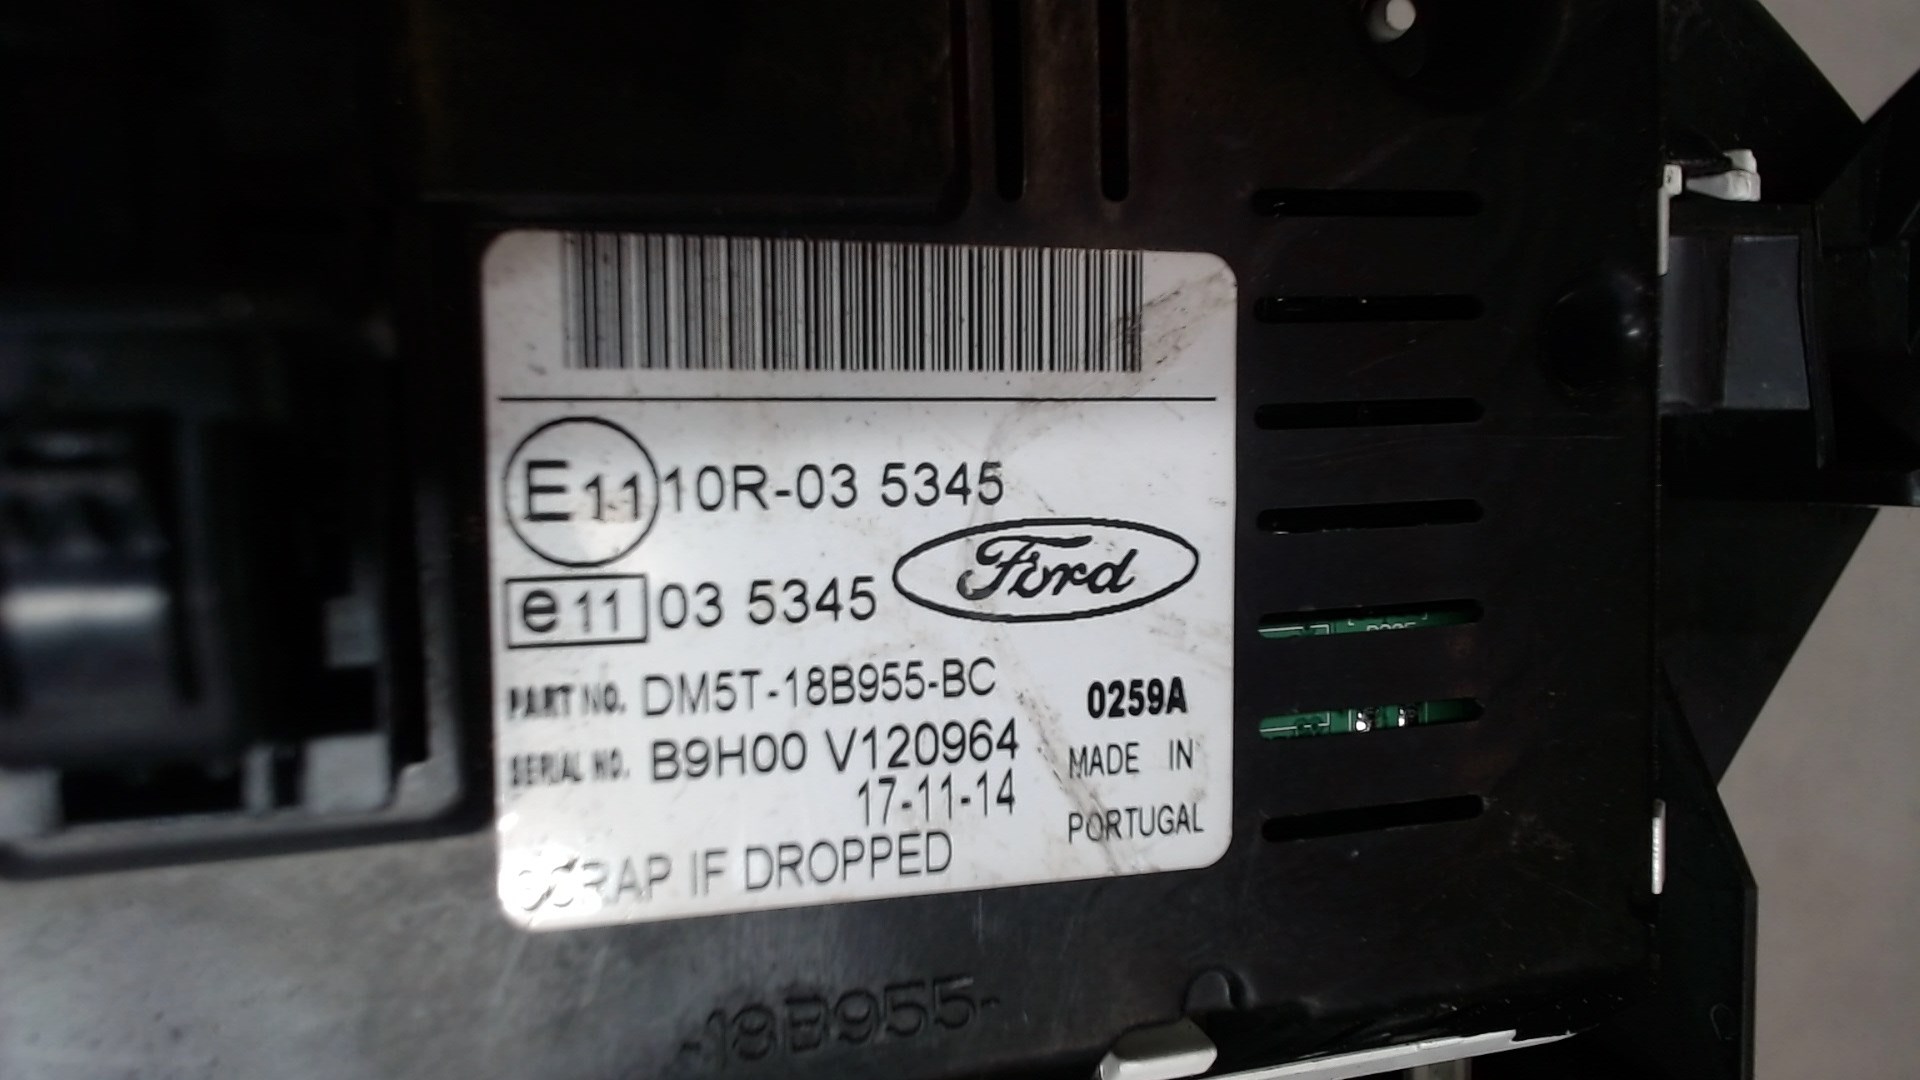 E11 10R-03 5345
Ford
e11 03 5345
PART NO. DM5T-18B955-BC
0259A
SERIAL NO. B9H00 V120964
MADE IN
17-11-14
PORTUGAL
SCRAP IF DROPPED
-18B955-